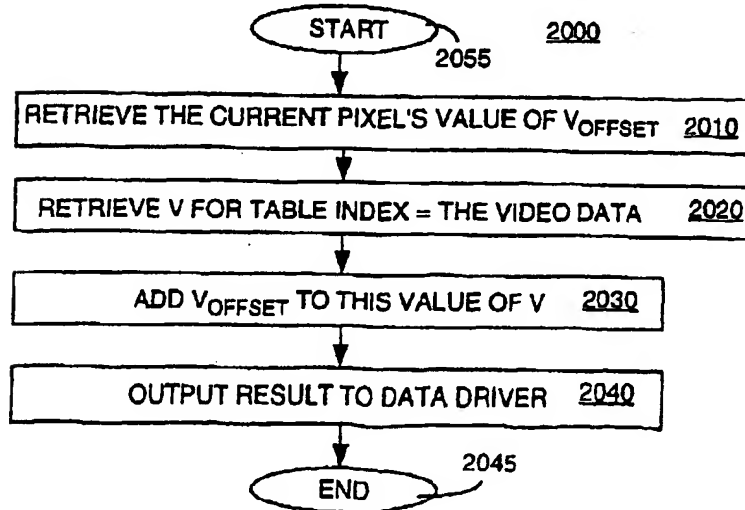 START 2000
2055
RETRIEVE THE CURRENT PIXEL'S VALUE OF VOFFSET 2010
RETRIEVE V FOR TABLE INDEX = THE VIDEO DATA 2020
ADD VOFFSET TO THIS VALUE OF V 2030
OUTPUT RESULT TO DATA DRIVER 2040
2045
END